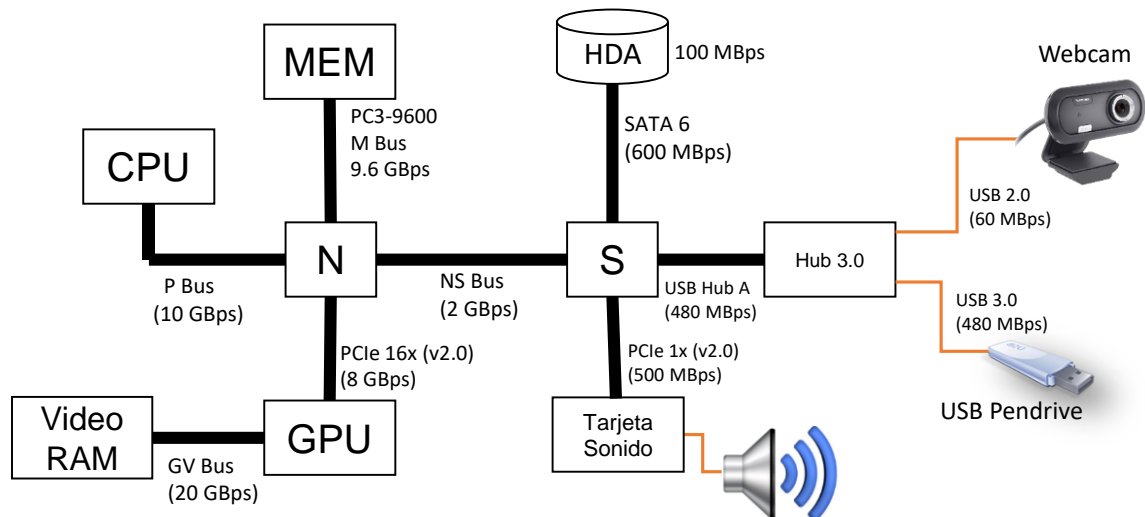 MEM
PC3-9600
M Bus
9.6 GBps
HDA
100 MBps
SATA 6
(600 MBps)
Webcam
CPU
USB 2.0
(60 MBps)
N
S
Hub 3.0
P Bus
(10 GBps)
NS Bus
(2 GBps)
USB Hub A
(480 MBps)
USB 3.0
(480 MBps)
PCIe 16x (v2.0)
(8 GBps)
PCIe 1x (v2.0)
(500 MBps)
USB Pendrive
Video
RAM
GV Bus
(20 GBps)
GPU
Tarjeta
Sonido